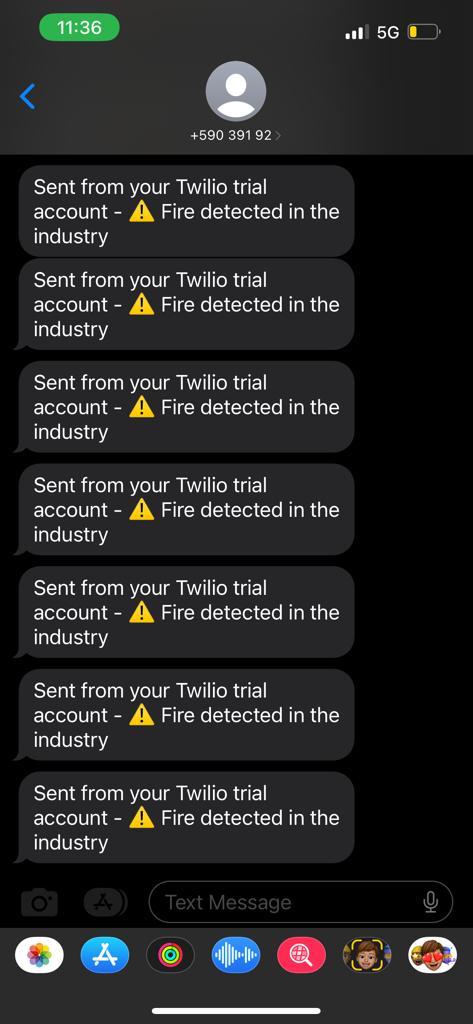 11:36
5G
+590 391 92
Sent from your Twilio trial
account - ⚠️ Fire detected in the
industry
Sent from your Twilio trial
account - ⚠️ Fire detected in the
industry
Sent from your Twilio trial
account - ⚠️ Fire detected in the
industry
Sent from your Twilio trial
account - ⚠️ Fire detected in the
industry
Sent from your Twilio trial
account - ⚠️ Fire detected in the
industry
Sent from your Twilio trial
account - ⚠️ Fire detected in the
industry
Sent from your Twilio trial
account - ⚠️ Fire detected in the
industry
Text Message